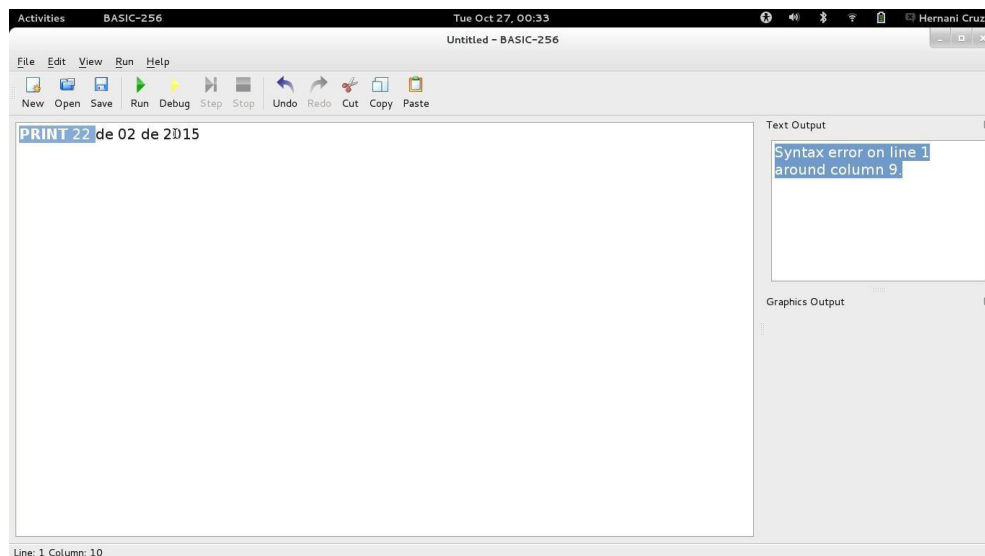 Activities BASIC-256 Tue Oct 27, 00:33 Hernani Cruz
Untitled - BASIC-256
File Edit View Run Help
New Open Save Run Debug Step Stop Undo Redo Cut Copy Paste
PRINT 22 de 02 de 2015
Text Output
Syntax error on line 1
around column 9.
Graphics Output
Line: 1 Column: 10